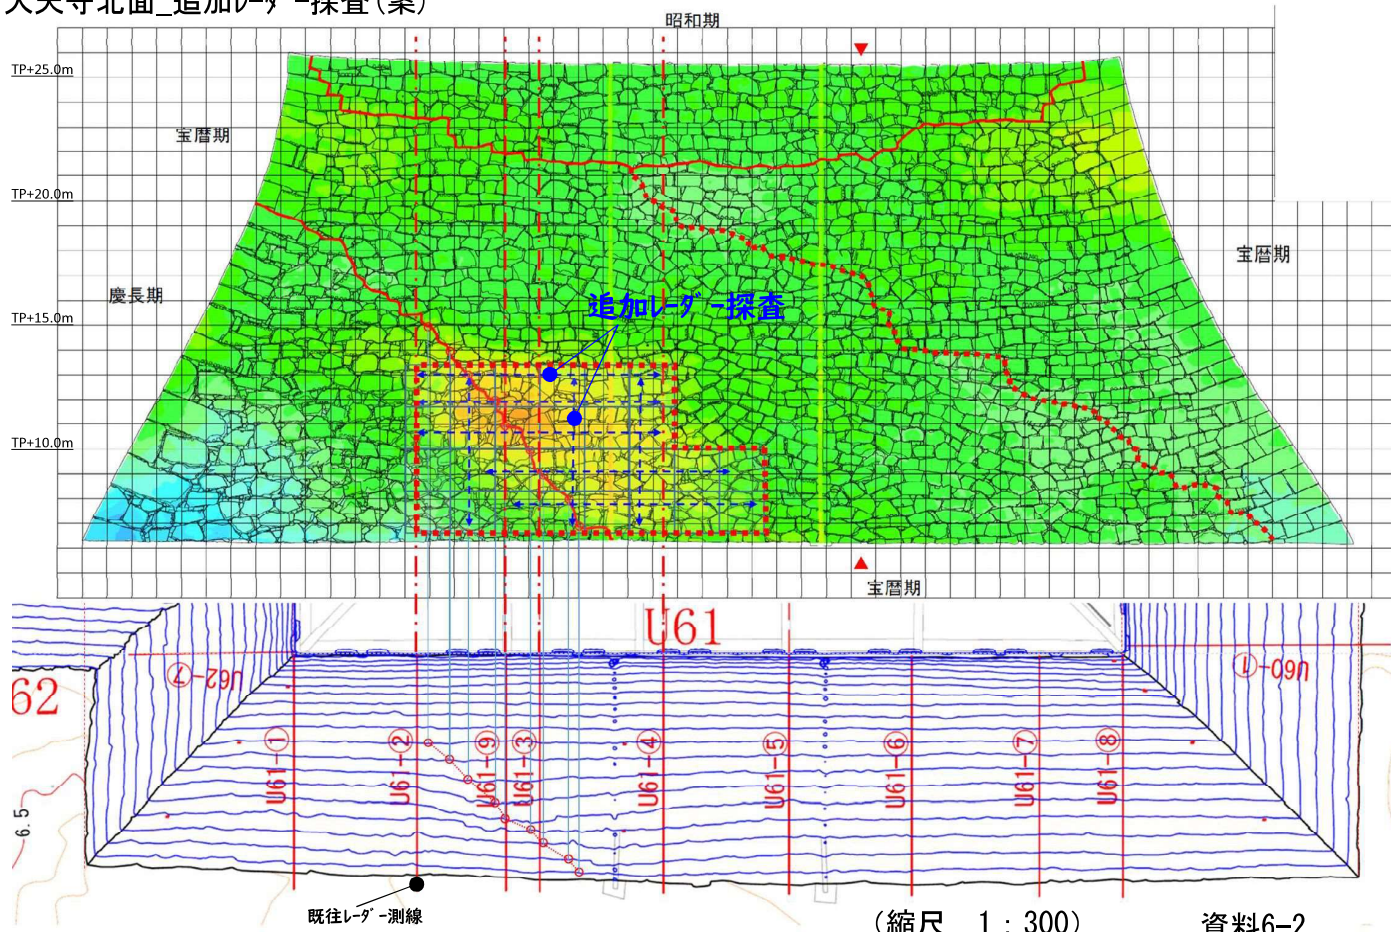 大天守北面_追加ﾚｰﾀﾞｰ探査(案)
昭和期
TP+25.0m
宝暦期
TP+20.0m
宝暦期
慶長期
追加ﾚｰﾀﾞｰ探査
TP+15.0m
TP+10.0m
宝暦期
U61
U62-⑦
U60-①
62
U61-①
U61-②
U61-⑨
U61-③
U61-④
U61-⑤
U61-⑥
U61-⑦
U61-⑧
6.5
既往ﾚｰﾀﾞｰ測線
(縮尺 1:300)
資料6-2